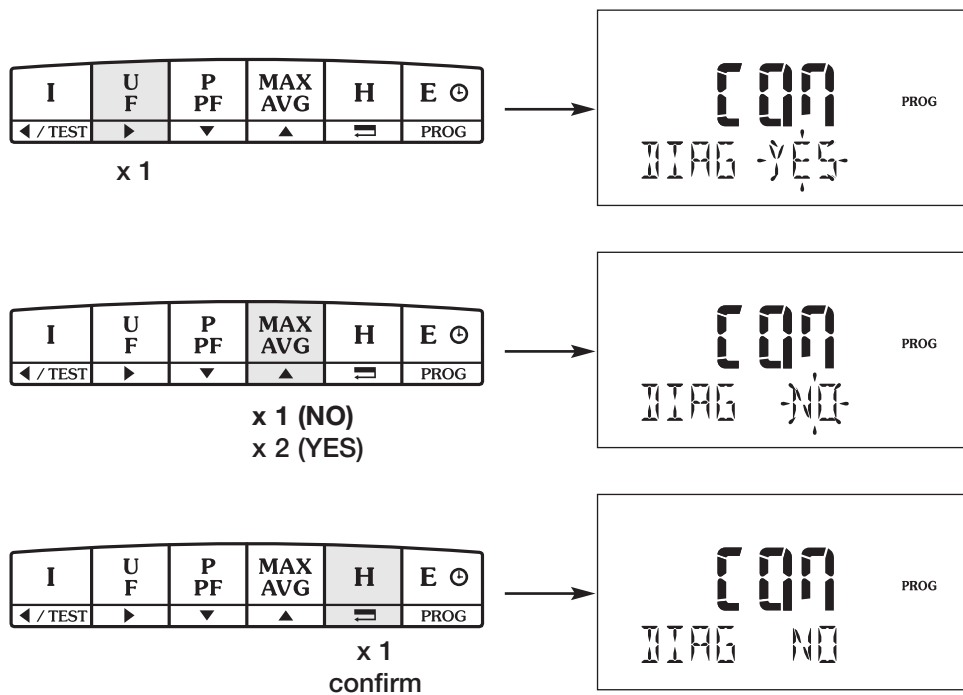 I U F P PF MAX AVG H E
/ TEST PROG
x 1
COM PROG
DIAG YES
I U F P PF MAX AVG H E
/ TEST PROG
x 1 (NO)
x 2 (YES)
COM PROG
DIAG NO
I U F P PF MAX AVG H E
/ TEST PROG
x 1
confirm
COM PROG
DIAG NO